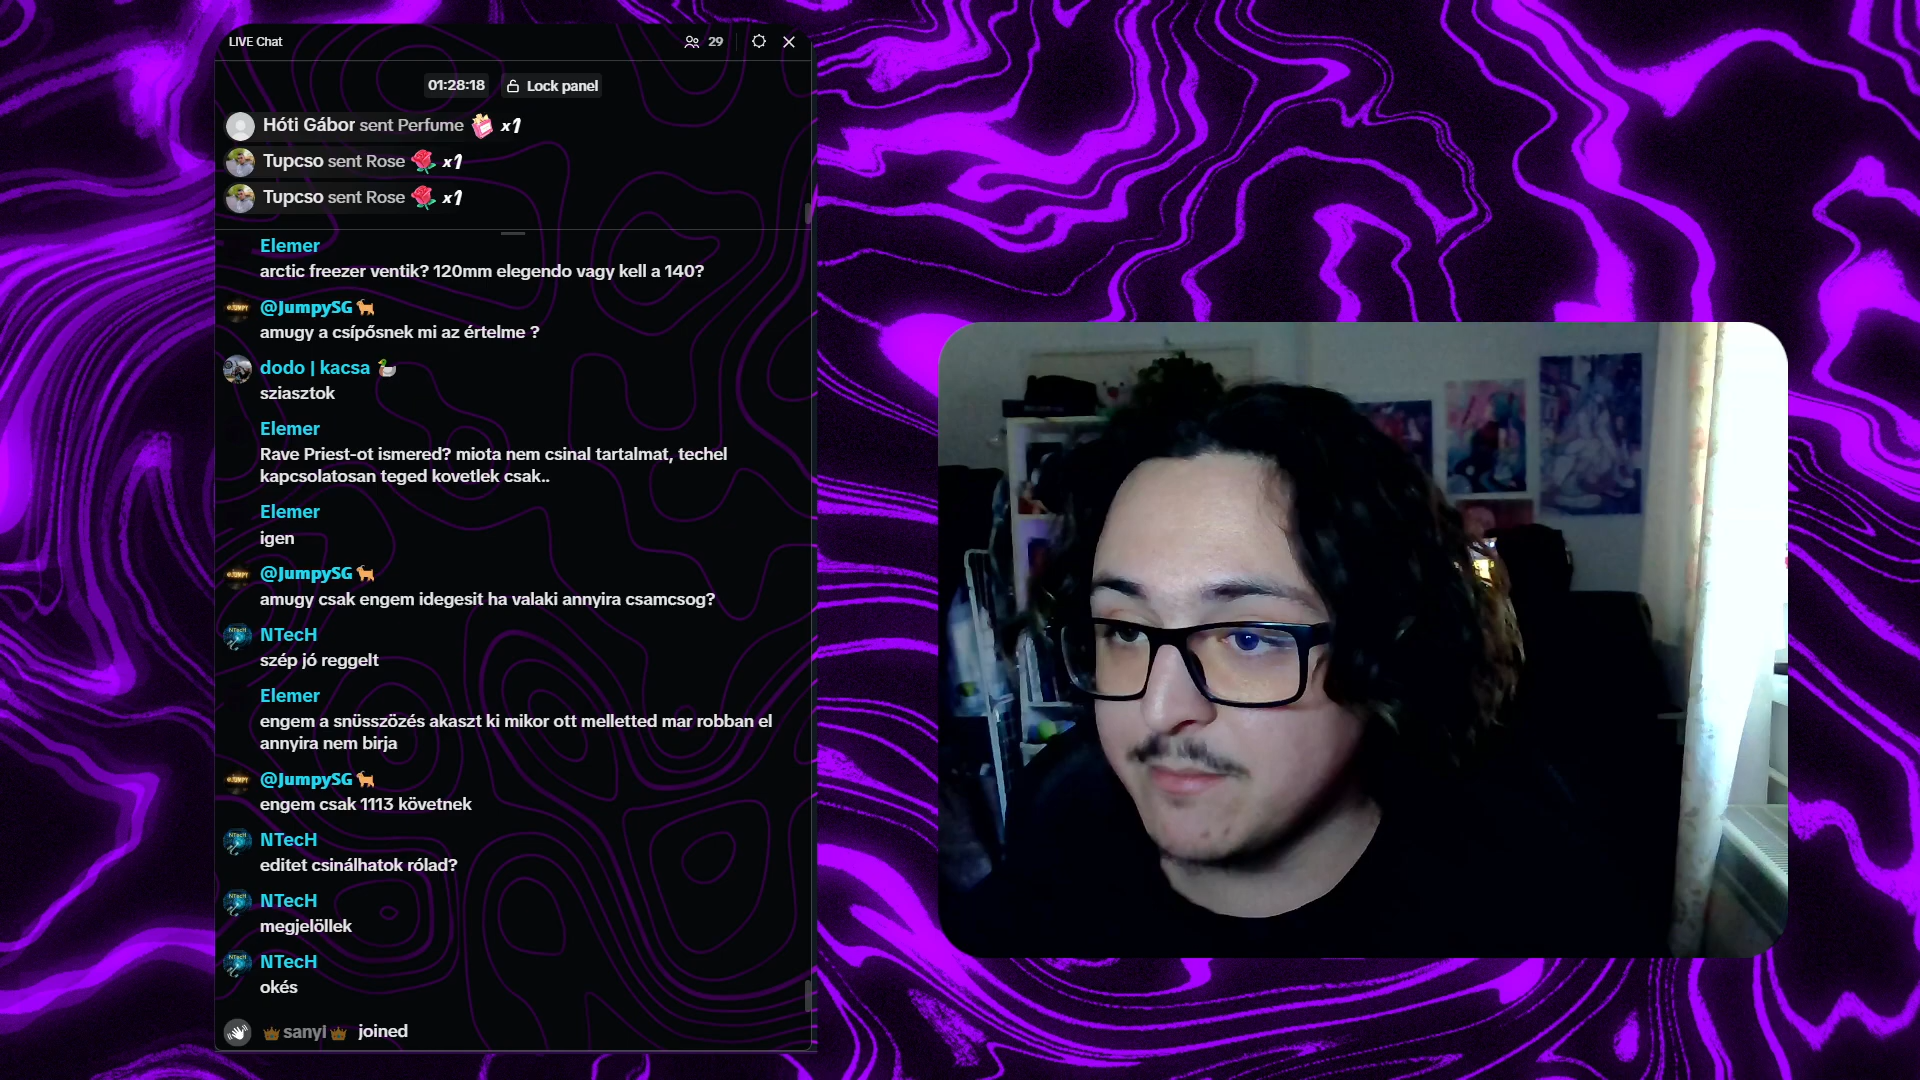 LIVE Chat
29
01:28:18
Lock panel
Hóti Gábor sent Perfume x1
Tupcso sent Rose x1
Tupcso sent Rose x1
Elemer
arctic freezer ventik? 120mm elegendo vagy kell a 140?
@JumpySG
amugy a csípősnek mi az értelme ?
dodo | kacsa
sziasztok
Elemer
Rave Priest-ot ismered? miota nem csinal tartalmat, techel
kapcsolatosan teged kovetlek csak..
Elemer
igen
@JumpySG
amugy csak engem idegesit ha valaki annyira csamcsog?
NTecH
szép jó reggelt
Elemer
engem a snüsszözés akaszt ki mikor ott melletted mar robban el
annyira nem birja
@JumpySG
engem csak 1113 követnek
NTecH
editet csinálhatok rólad?
NTecH
megjelöllek
NTecH
okés
sanyI joined